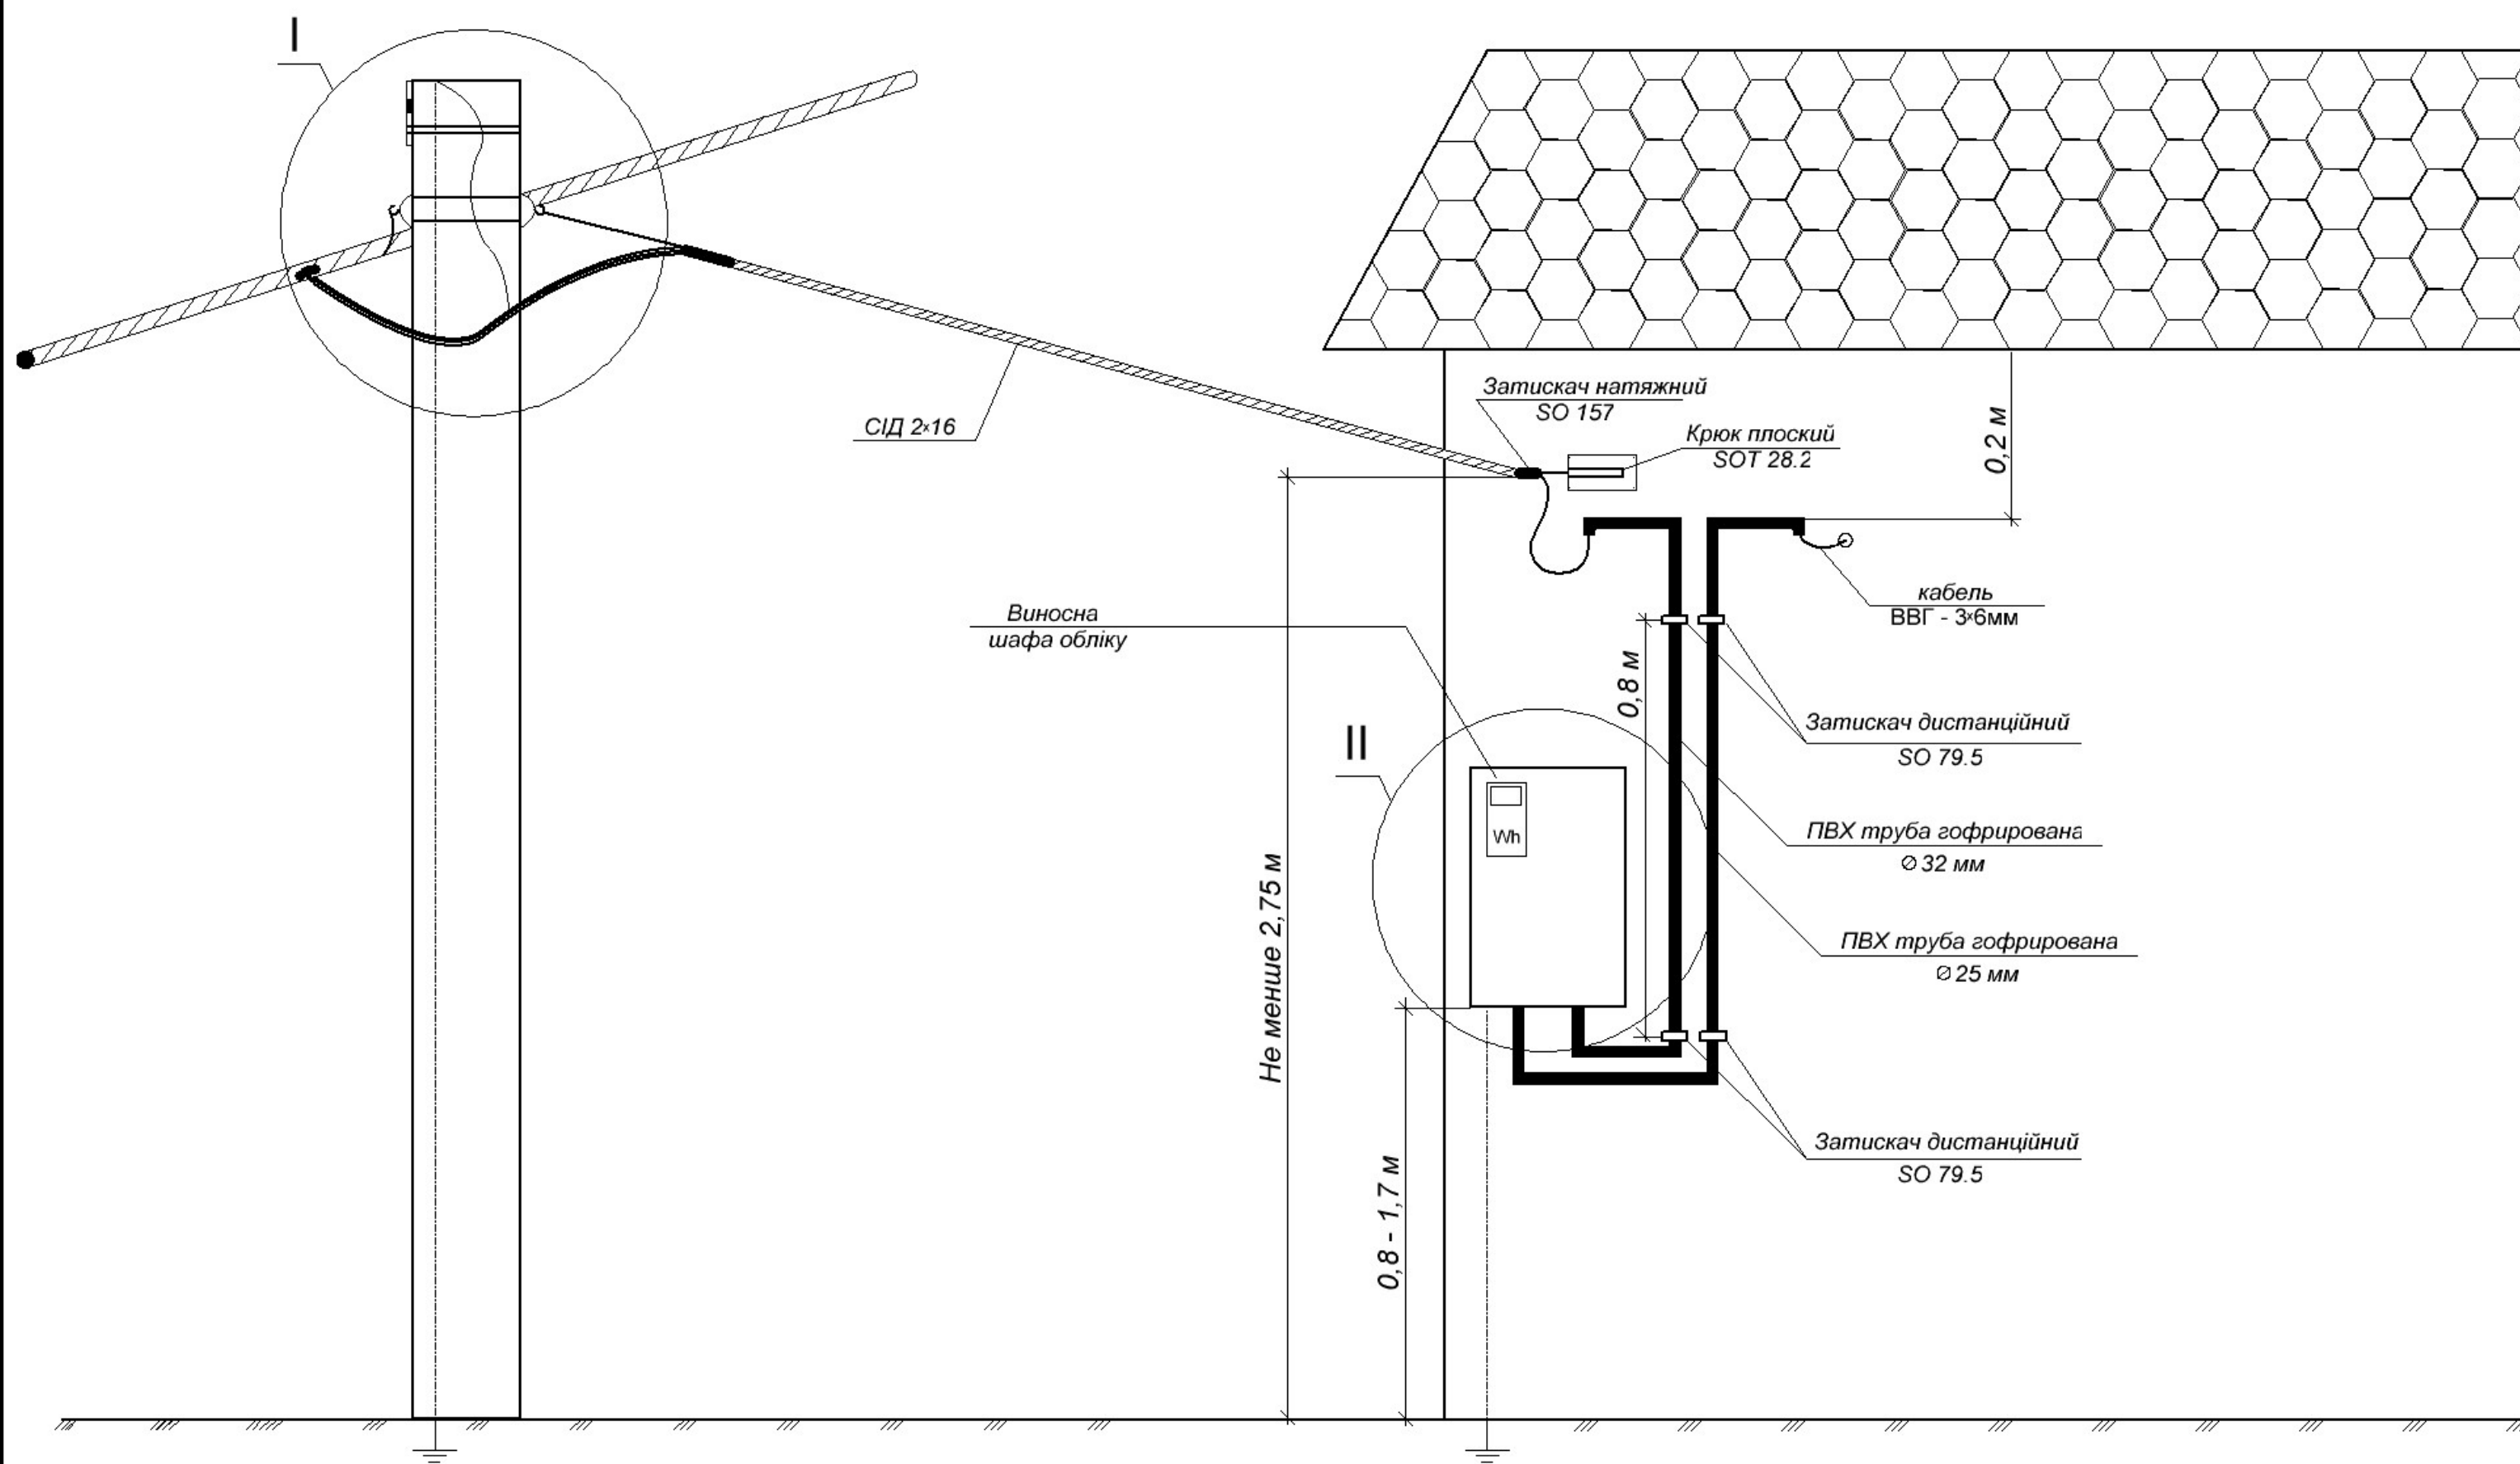 I
Затискач натяжний
SO 157
СІД 2×16
Крюк плоский
SOT 28.2
0,2 м
кабель
ВВГ - 3×6мм
Виносна
шафа обліку
0,8 м
Затискач дистанційний
SO 79.5
II
Wh
ПВХ труба гофрирована
∅ 32 мм
Не менше 2,75 м
ПВХ труба гофрирована
∅ 25 мм
Затискач дистанційний
SO 79.5
0,8 - 1,7 м